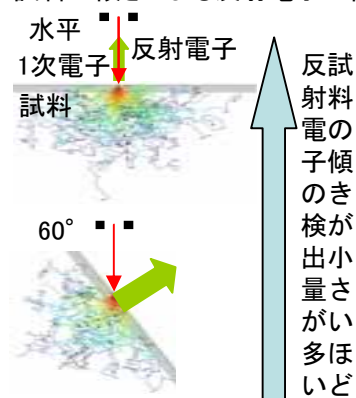 水平
1次電子
反射電子
試料
60°
試料の傾きが小さいほど
反射電子の検出量が多い